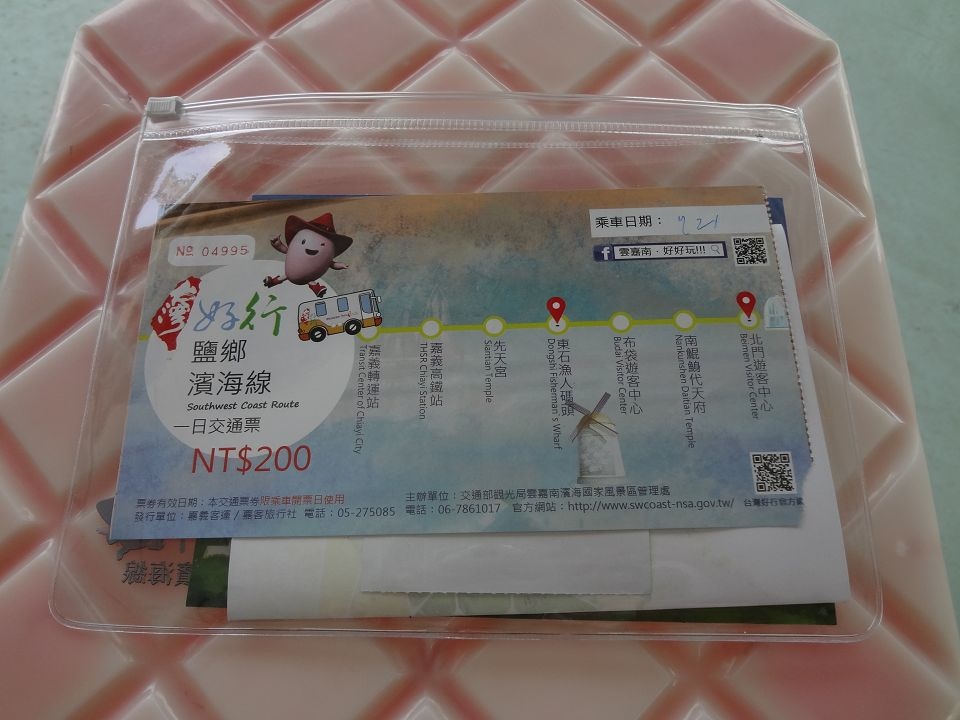 乘車日期：2 21
№ 04995
f 雲嘉南．好好玩!!!
灣 好行
鹽鄉
濱海線
Southwest Coast Route
一日交通票
NT$200
嘉義轉運站
Transit Center of Chiayi City
嘉義高鐵站
THSR Chiayi Station
先天宮
Siantian Temple
東石漁人碼頭
Dongshi Fisherman's Wharf
布袋遊客中心
Budai Visitor Center
南鯤鯓代天府
Nankunshen Daitian Temple
北門遊客中心
Beimen Visitor Center
票券有效日期：本交通票券限乘車開票日使用
發行單位：嘉義客運／嘉客旅行社 電話：05-275085
主辦單位：交通部觀光局雲嘉南濱海國家風景區管理處
電話：06-7861017 官方網站：http://www.swcoast-nsa.gov.tw/
台灣好行官方
濱海線